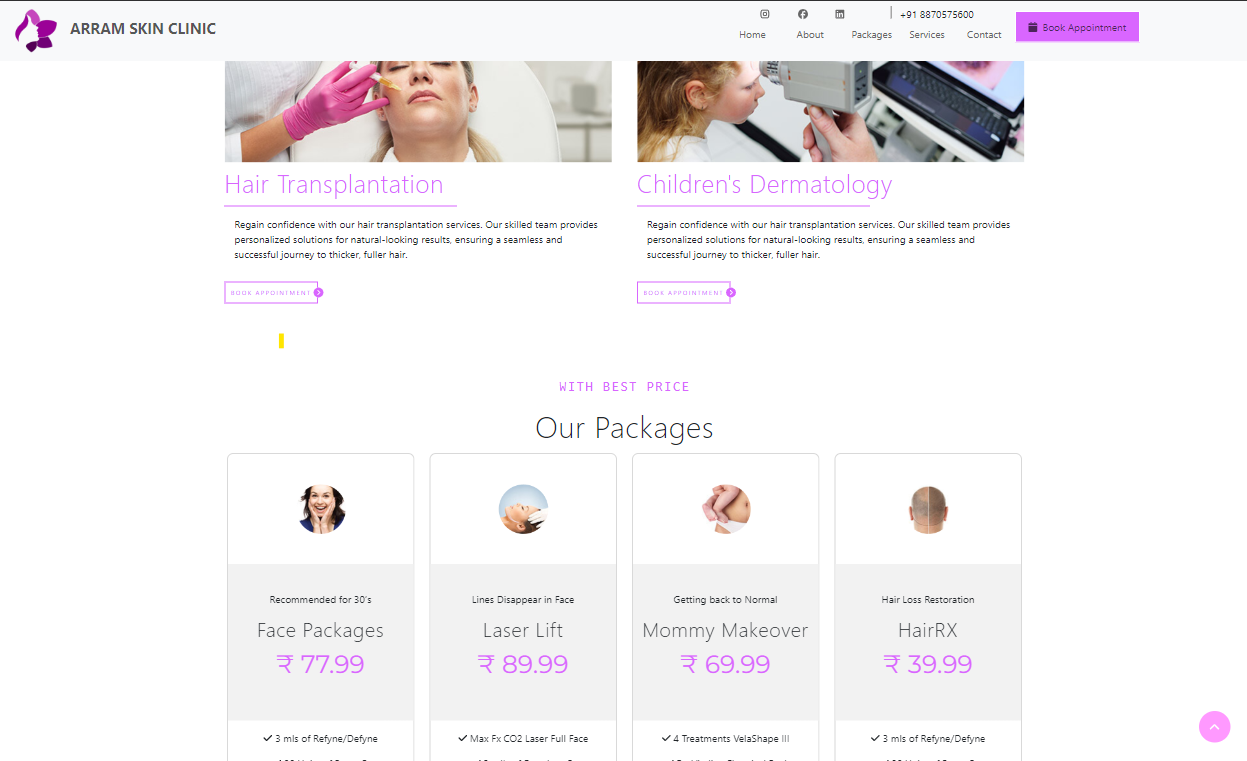 ARRAM SKIN CLINIC
+91 8870575600
Home About Packages Services Contact
Book Appointment
Hair Transplantation
Regain confidence with our hair transplantation services. Our skilled team provides
personalized solutions for natural-looking results, ensuring a seamless and
successful journey to thicker, fuller hair.
BOOK APPOINTMENT
Children's Dermatology
Regain confidence with our hair transplantation services. Our skilled team provides
personalized solutions for natural-looking results, ensuring a seamless and
successful journey to thicker, fuller hair.
BOOK APPOINTMENT
WITH BEST PRICE
Our Packages
Recommended for 30's
Face Packages
₹ 77.99
✓ 3 mls of Refyne/Defyne
Lines Disappear in Face
Laser Lift
₹ 89.99
✓ Max Fx CO2 Laser Full Face
Getting back to Normal
Mommy Makeover
₹ 69.99
✓ 4 Treatments VelaShape III
Hair Loss Restoration
HairRX
₹ 39.99
✓ 3 mls of Refyne/Defyne